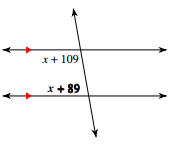 x + 109
x + 89